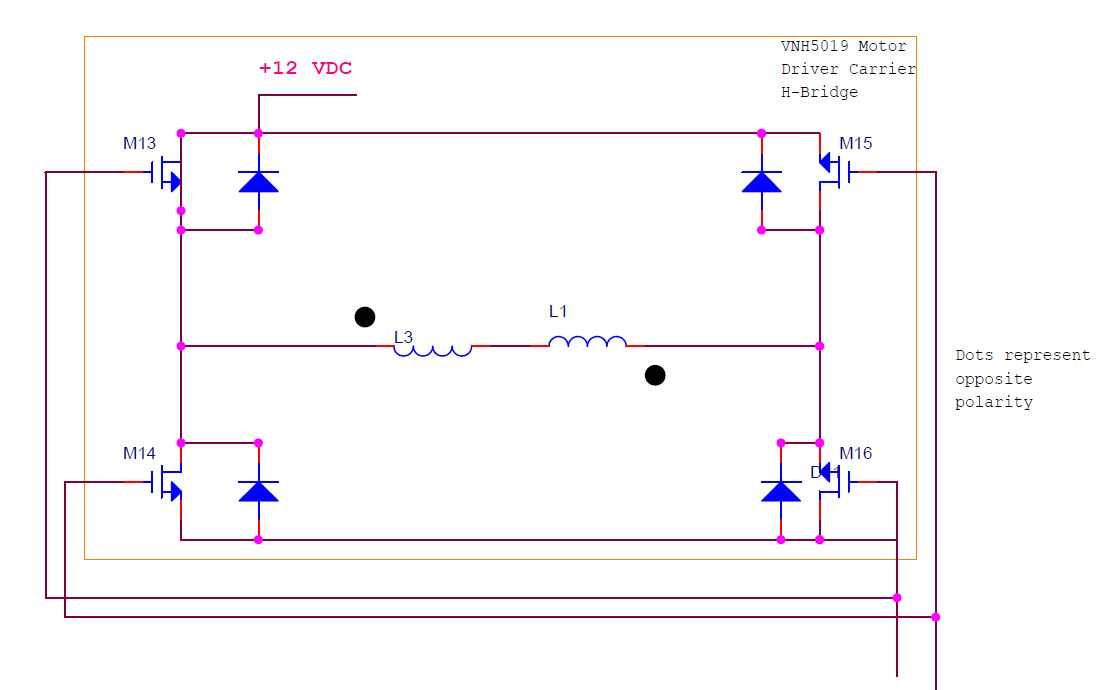 VNH5019 Motor
Driver Carrier
H-Bridge
+12 VDC
M13
M15
L1
L3
Dots represent
opposite
polarity
M14
M16